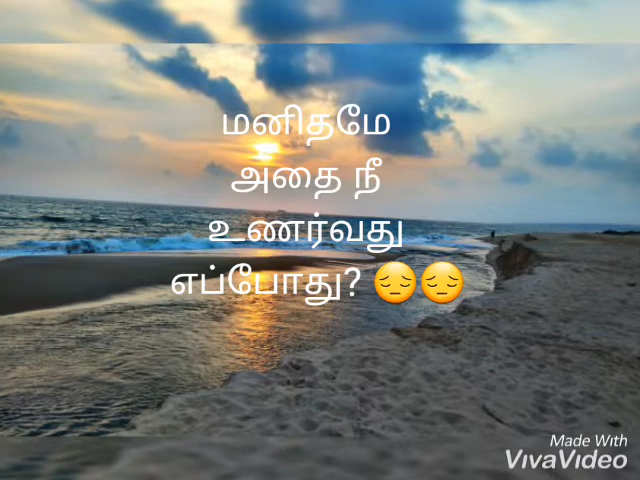 மனிதமே
அதை நீ
உணர்வது
எப்போது? 😔😔
Made With
VivaVideo